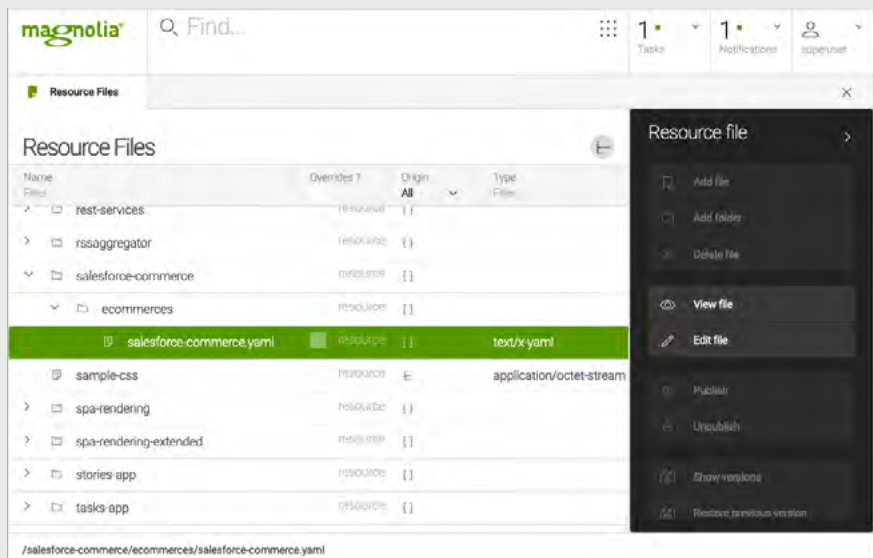 magnolia
Find...
1
Tasks
1
Notifications
superuser
Resource Files
Resource Files
Name
Overrides ?
Origin
Type
Filter
All
Filter
rest-services
resource
rssaggregator
resource
{}
salesforce-commerce
resource
{}
ecommerces
resource
{}
salesforce-commerce.yaml
resource
{}
text/x-yaml
sample-css
resource
application/octet-stream
spa-rendering
resource
{}
spa-rendering-extended
resource
{}
stories-app
resource
{}
tasks-app
resource
{}
/salesforce-commerce/ecommerces/salesforce-commerce.yaml
Resource file
Add file
Add folder
Delete file
View file
Edit file
Publish
Unpublish
Show versions
Restore previous version